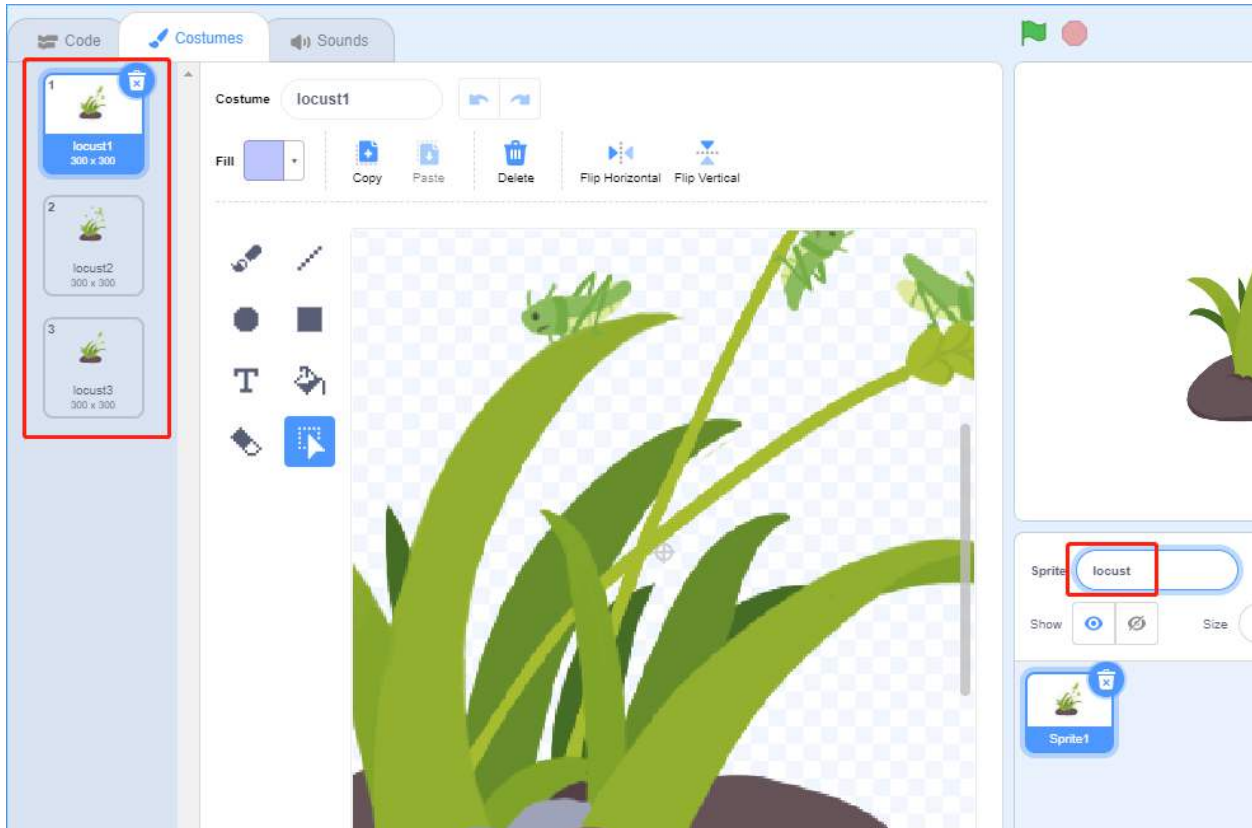 Code
Costumes
Sounds
1
locust1
300 x 300
2
locust2
300 x 300
3
locust3
300 x 300
Costume
locust1
Fill
Copy
Paste
Delete
Flip Horizontal
Flip Vertical
T
Sprite
locust
Show
Size
Sprite1